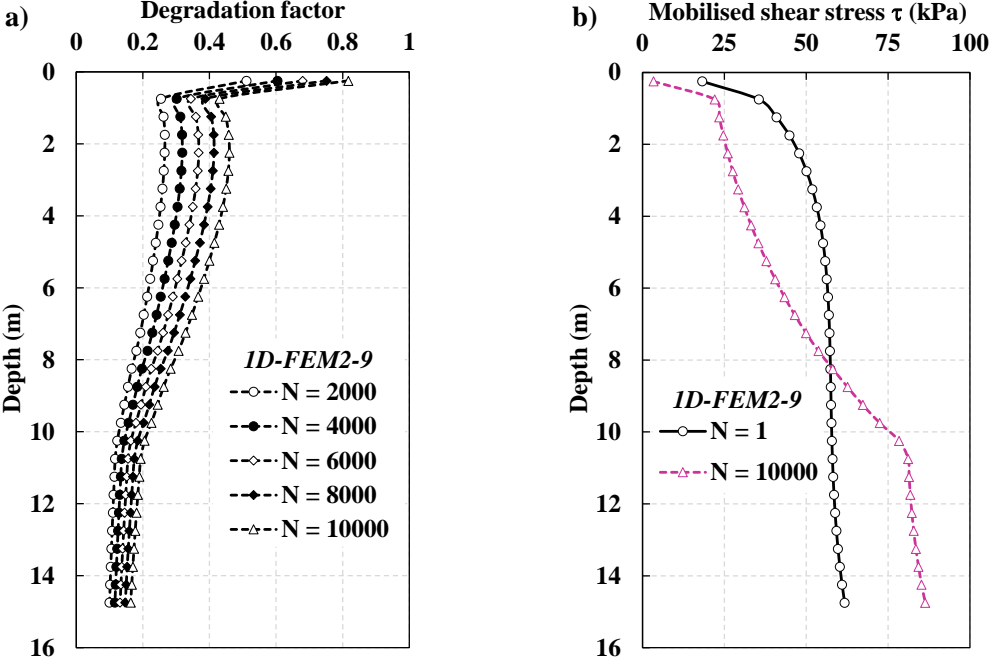 a)
Degradation factor
0 0.2 0.4 0.6 0.8 1
0
2
4
6
8
10
12
14
16
Depth (m)
1D-FEM2-9
N = 2000
N = 4000
N = 6000
N = 8000
N = 10000
b)
Mobilised shear stress τ (kPa)
0 25 50 75 100
0
2
4
6
8
10
12
14
16
Depth (m)
1D-FEM2-9
N = 1
N = 10000